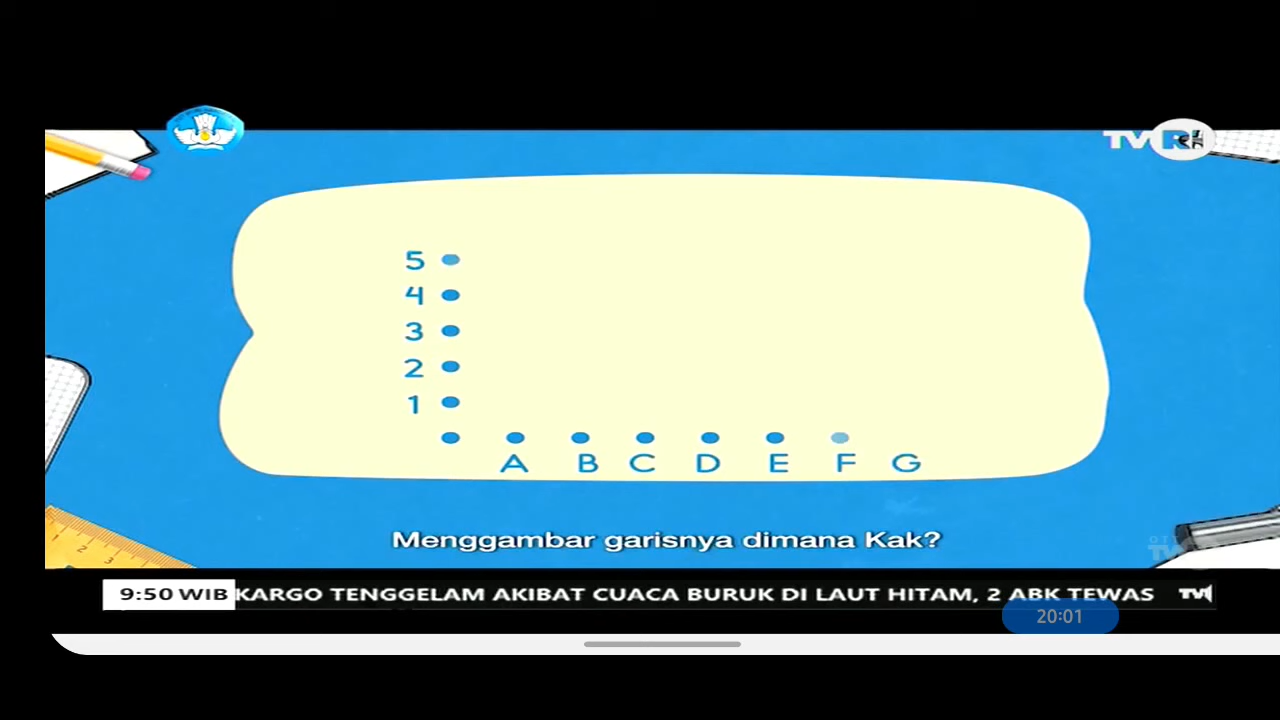 TVRI
5
4
3
2
1
A B C D E F G
Menggambar garisnya dimana Kak?
9:50 WIB KARGO TENGGELAM AKIBAT CUACA BURUK DI LAUT HITAM, 2 ABK TEWAS
20:01